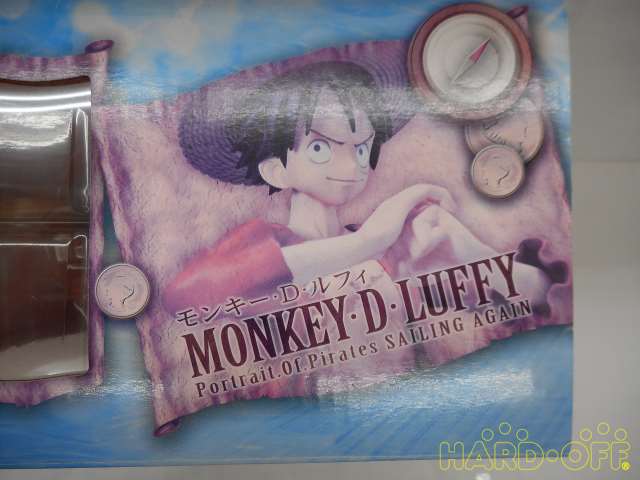 モンキー・D・ルフィ
MONKEY・D・LUFFY
Portrait.Of.Pirates SAILING AGAIN
HARD・OFF